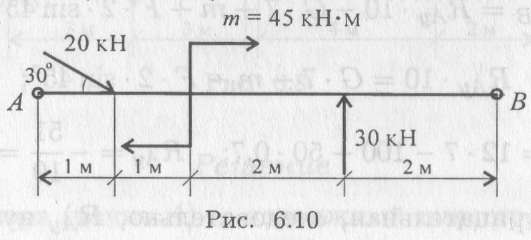 m = 45 кН·м
20 кН
30°
A
B
30 кН
1 м
1 м
2 м
2 м
Рис. 6.10